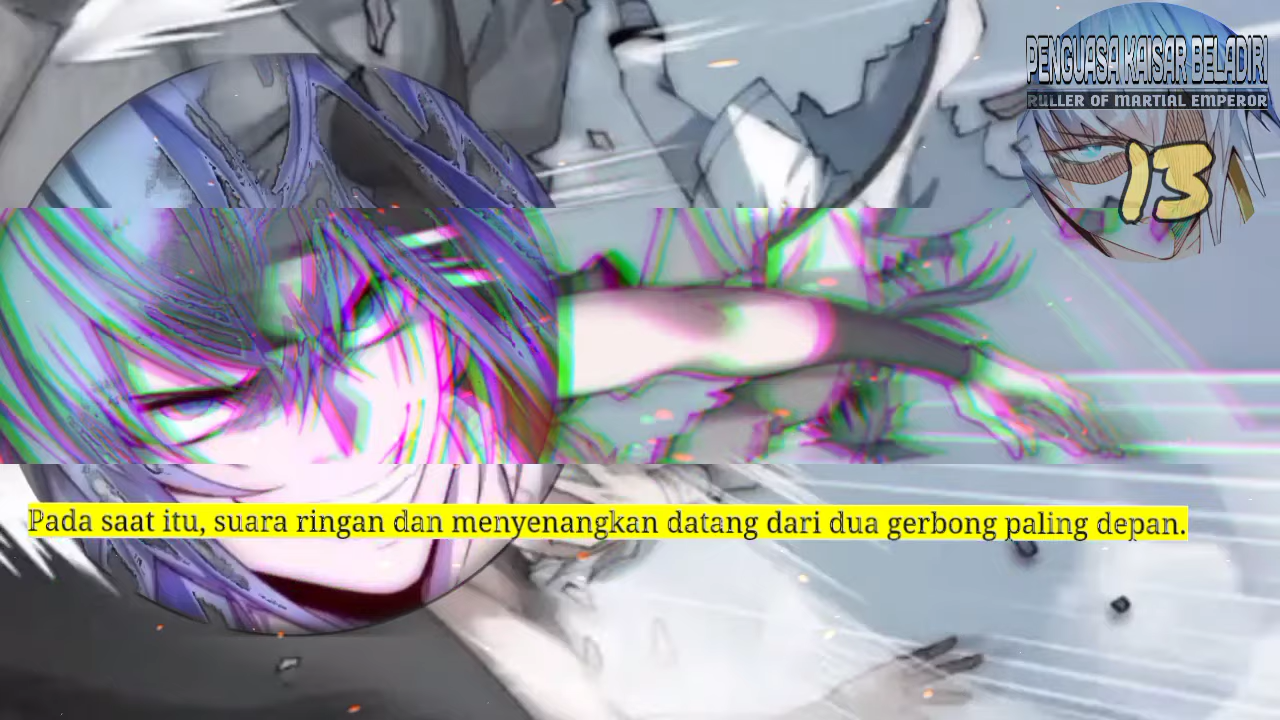 PENGUASA KAISAR BELADIRI
RULLER OF MARTIAL EMPEROR
13
Pada saat itu, suara ringan dan menyenangkan datang dari dua gerbong paling depan.